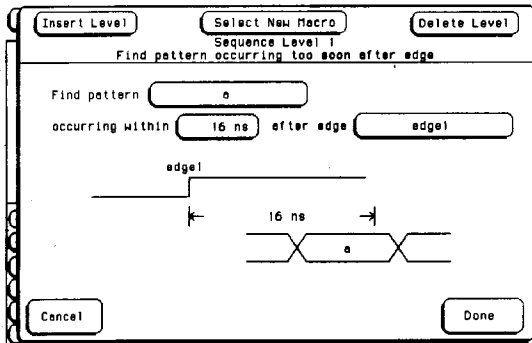 Insert Level Select New Macro Delete Level
Sequence Level 1
Find pattern occurring too soon after edge
Find pattern a
occurring within 16 ns after edge edge1
edge1
16 ns
a
Cancel Done